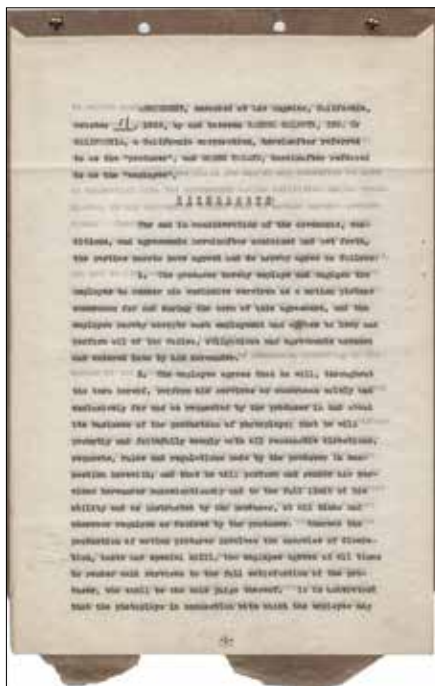 AGREEMENT, executed at Los Angeles, California,
October 11,
CALIFORNIA, a California corporation, hereinafter referred
to as the "producer", and hereinafter referred
to as the "employee".
WITNESSETH
For and in consideration of the covenants, con-
ditions, and agreements hereinafter contained and set forth,
the parties hereto have agreed and do hereby agree as follows:
1. The producer hereby employs and engages the
employee to render his exclusive services as a motion picture
for and during the term of this agreement, and the
employee hereby accepts such employment and agrees to keep and
perform all of the duties, obligations and agreements assumed
and entered into by him hereunder.
2. The employee agrees that he will, throughout
the term hereof, perform his services as solely and
exclusively for and as requested by the producer in and about
its business of the production of photoplays; that he will
promptly and faithfully comply with all reasonable directions,
requests, rules and regulations made by the producer in con-
nection herewith; and that he will perform and render his ser-
vices hereunder conscientiously and to the full limit of his
ability and as instructed by the producer, at all times and
wherever required or desired by the producer. Whereas the
production of motion pictures involves the exercise of discre-
tion, taste and special skill, the employee agrees at all times
to render said services to the full satisfaction of the pro-
ducer, who shall be the sole judge thereof. It is understood
that the photoplays in connection with which the employee may